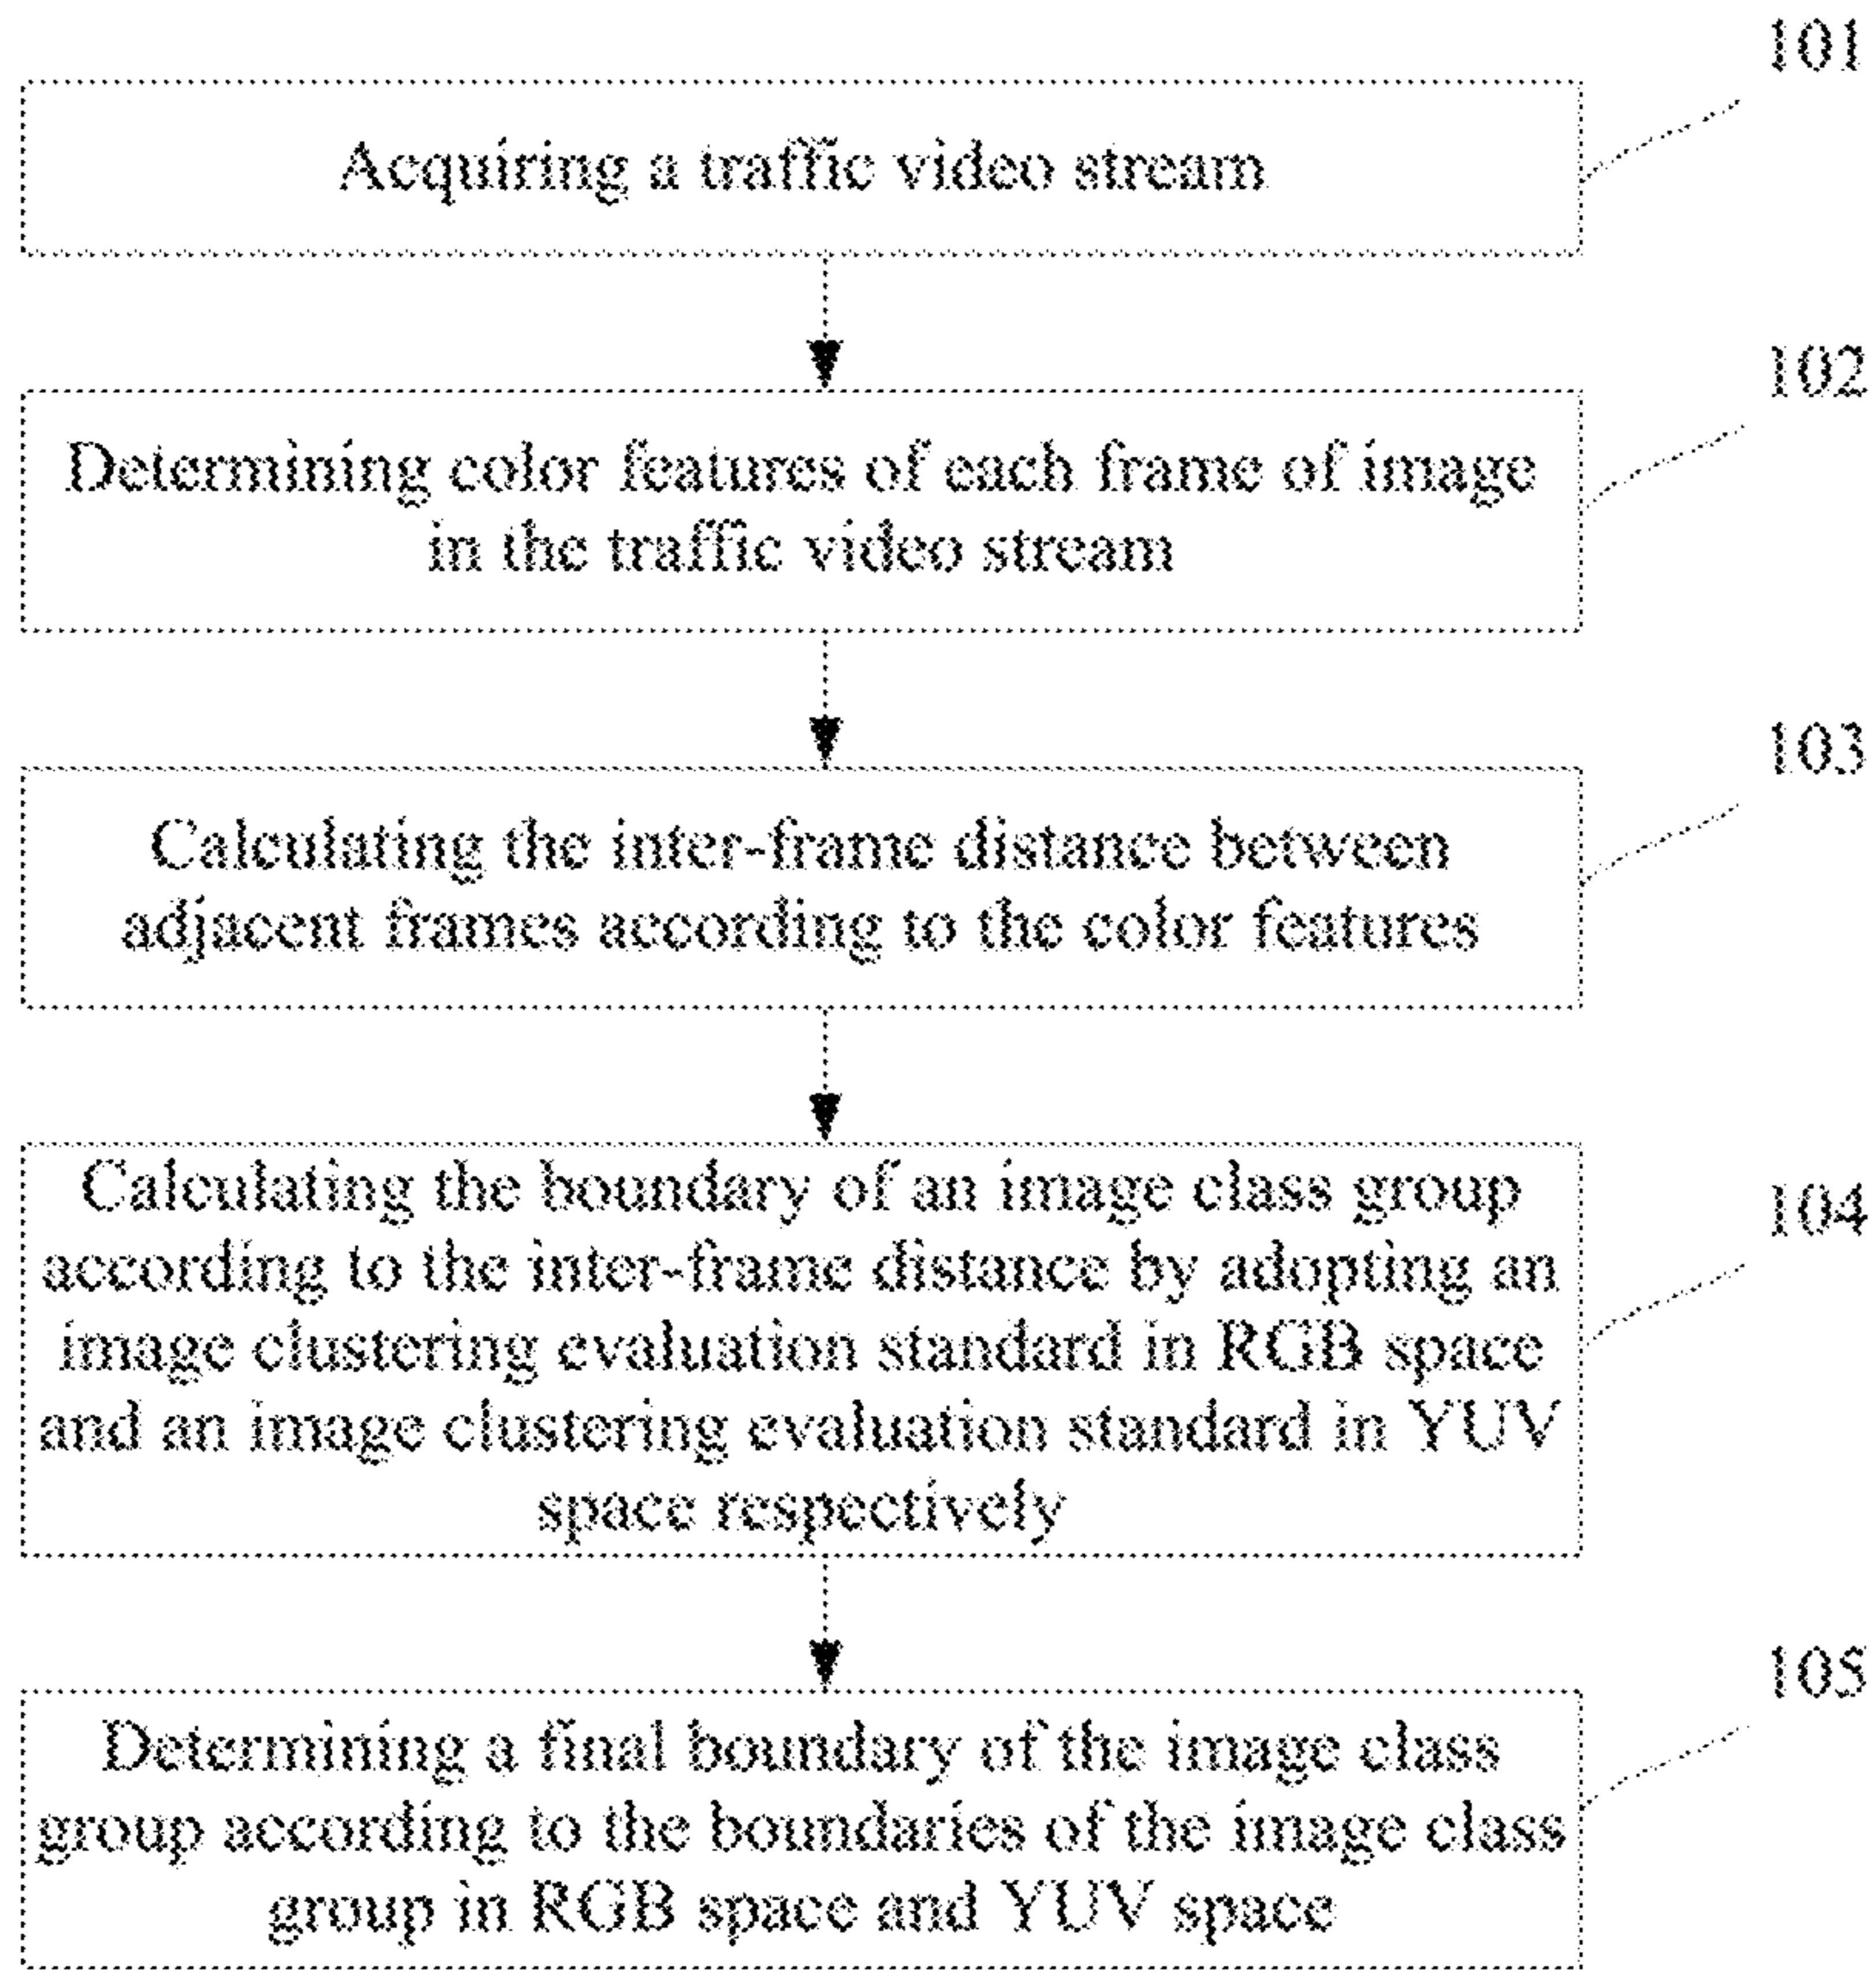 101
Acquiring a traffic video stream
102
Determining color features of each frame of image
in the traffic video stream
103
Calculating the inter-frame distance between
adjacent frames according to the color features
104
Calculating the boundary of an image class group
according to the inter-frame distance by adopting an
image clustering evaluation standard in RGB space
and an image clustering evaluation standard in YUV
space respectively
105
Determining a final boundary of the image class
group according to the boundaries of the image class
group in RGB space and YUV space